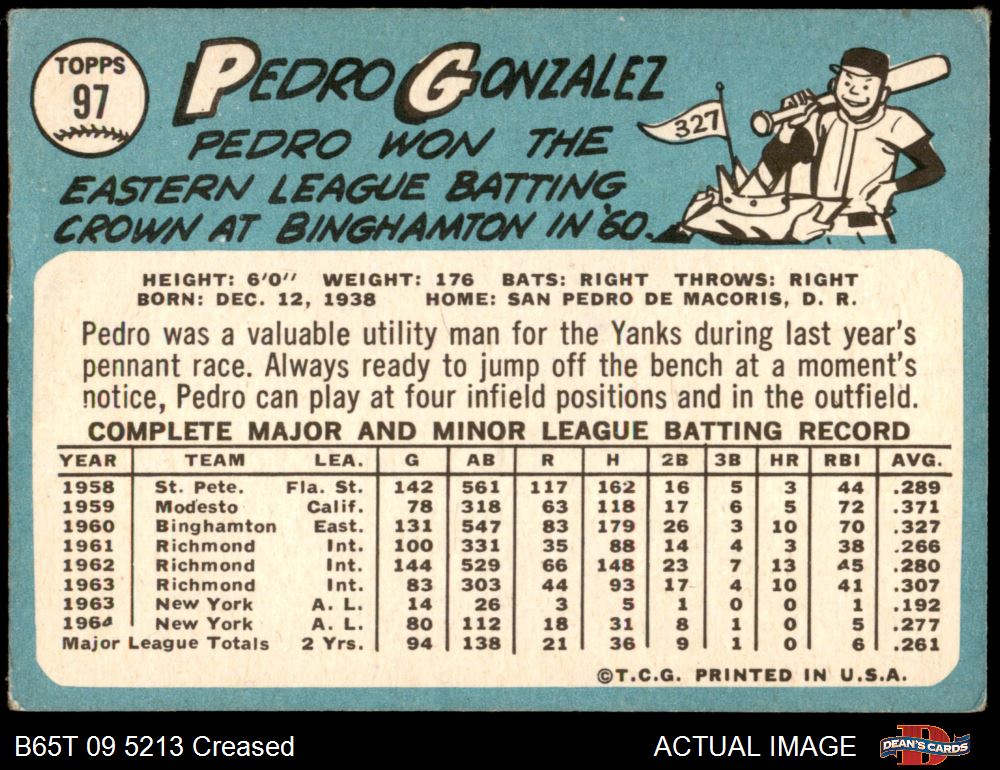 TOPPS
97
PEDRO GONZALEZ
PEDRO WON THE
EASTERN LEAGUE BATTING
CROWN AT BINGHAMTON IN '60.
327
HEIGHT: 6'0" WEIGHT: 176 BATS: RIGHT THROWS: RIGHT
BORN: DEC. 12, 1938 HOME: SAN PEDRO DE MACORIS, D. R.
Pedro was a valuable utility man for the Yanks during last year's
pennant race. Always ready to jump off the bench at a moment's
notice, Pedro can play at four infield positions and in the outfield.
COMPLETE MAJOR AND MINOR LEAGUE BATTING RECORD
YEAR TEAM LEA. G AB R H 2B 3B HR RBI AVG.
1958 St. Pete. Fla. St. 142 561 117 162 16 5 3 44 .289
1959 Modesto Calif. 78 318 63 118 17 6 5 72 .371
1960 Binghamton East. 131 547 83 179 26 3 10 70 .327
1961 Richmond Int. 100 331 35 88 14 4 3 38 .266
1962 Richmond Int. 144 529 66 148 23 7 13 45 .280
1963 Richmond Int. 83 303 44 93 17 4 10 41 .307
1963 New York A. L. 14 26 3 5 1 0 0 1 .192
1964 New York A. L. 80 112 18 31 8 1 0 5 .277
Major League Totals 2 Yrs. 94 138 21 36 9 1 0 6 .261
©T.C.G. PRINTED IN U.S.A.
B65T 09 5213 Creased ACTUAL IMAGE D DEAN'S CARDS